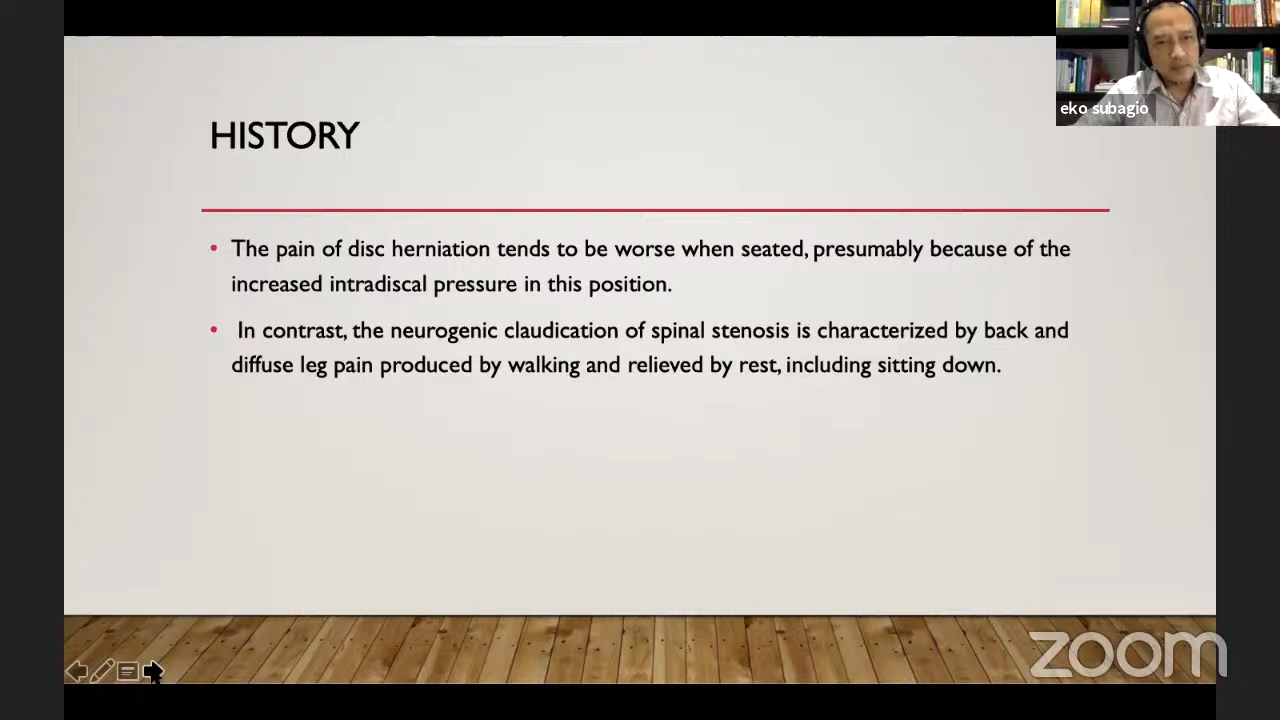 eko subagio
HISTORY
• The pain of disc herniation tends to be worse when seated, presumably because of the
increased intradiscal pressure in this position.
• In contrast, the neurogenic claudication of spinal stenosis is characterized by back and
diffuse leg pain produced by walking and relieved by rest, including sitting down.
zoom